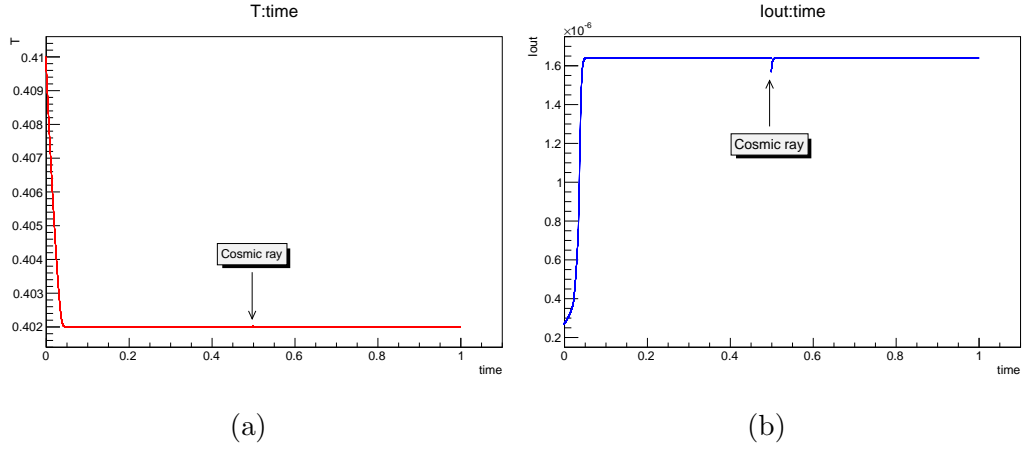 T:time
T
0.41
0.409
0.408
0.407
0.406
0.405
0.404
0.403
0.402
Cosmic ray
0 0.2 0.4 0.6 0.8 1
time
(a)
Iout:time
×10⁻⁶
Iout
1.6
1.4
1.2
1
0.8
0.6
0.4
0.2
Cosmic ray
0 0.2 0.4 0.6 0.8 1
time
(b)